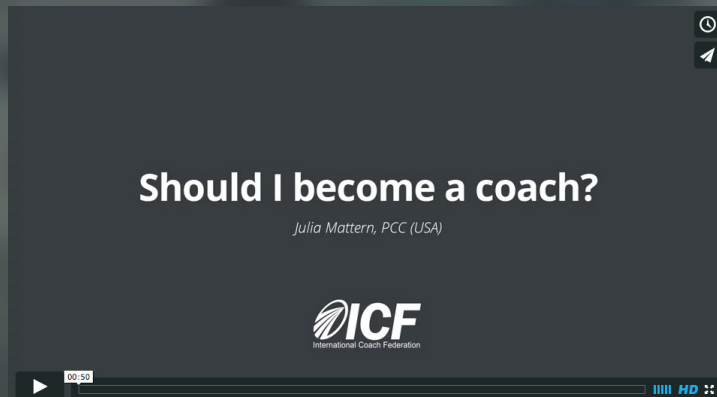 Should I become a coach?
Julia Mattern, PCC (USA)
ICF
International Coach Federation
00:50
HD